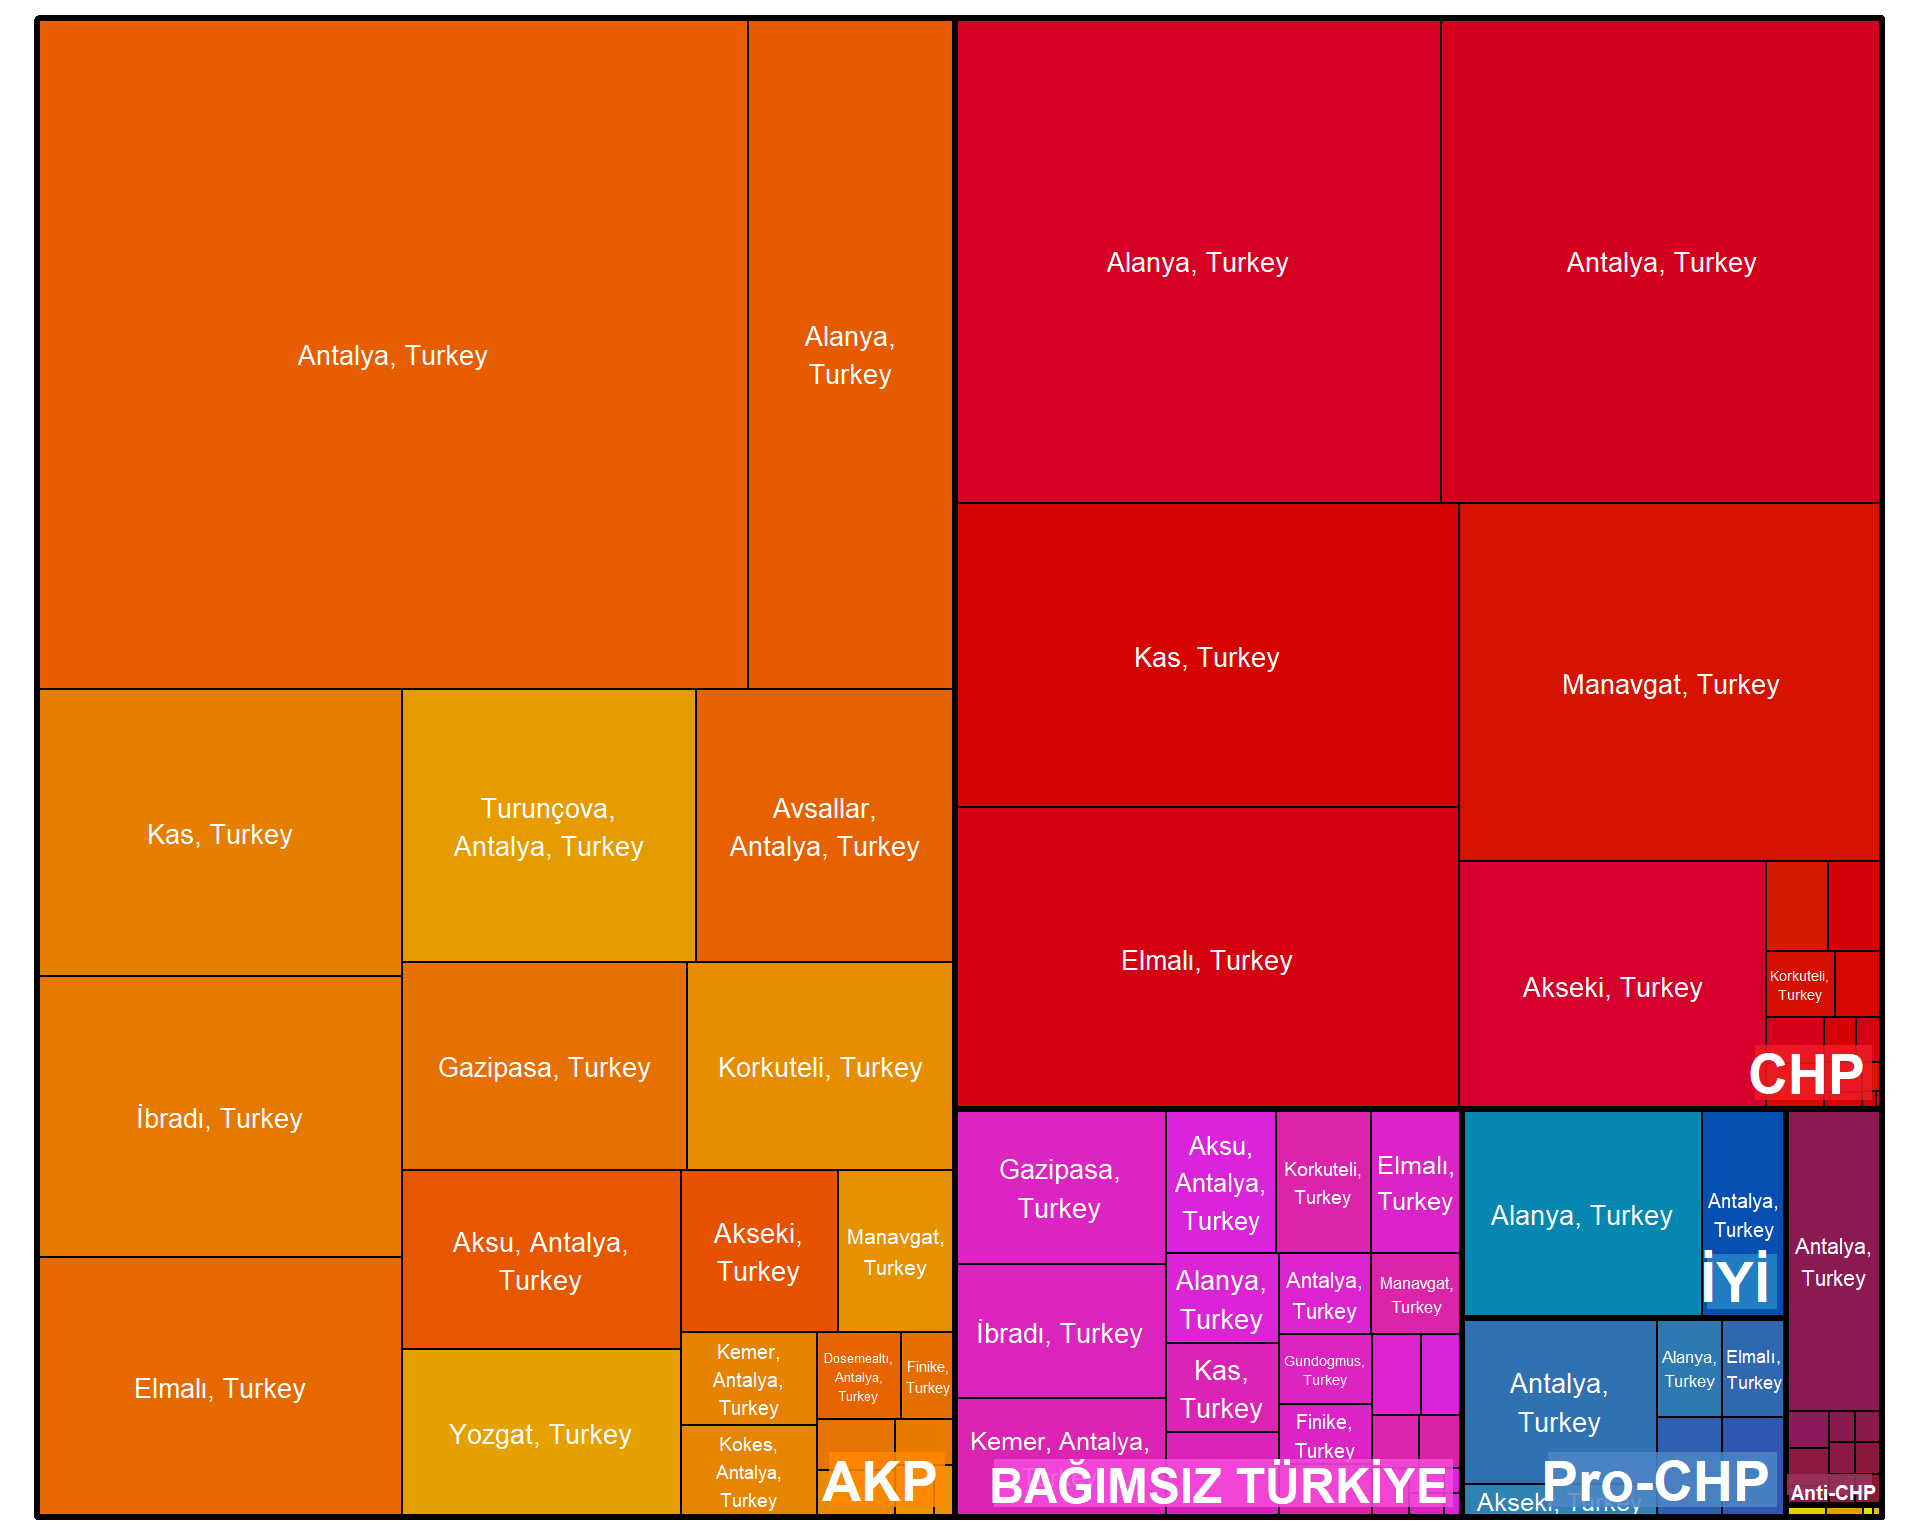 Antalya, Turkey
Alanya,
Turkey
Kas, Turkey
Turunçova,
Antalya, Turkey
Avsallar,
Antalya, Turkey
İbradı, Turkey
Gazipasa, Turkey
Korkuteli, Turkey
Elmalı, Turkey
Aksu, Antalya,
Turkey
Akseki,
Turkey
Manavgat,
Turkey
Yozgat, Turkey
Kemer,
Antalya,
Turkey
Dosemealtı,
Antalya,
Turkey
Finike,
Turkey
Kokes,
Antalya,
Turkey
AKP
Alanya, Turkey
Antalya, Turkey
Kas, Turkey
Manavgat, Turkey
Elmalı, Turkey
Akseki, Turkey
Korkuteli,
Turkey
CHP
Gazipasa,
Turkey
Aksu,
Antalya,
Turkey
Korkuteli,
Turkey
Elmalı,
Turkey
İbradı, Turkey
Alanya,
Turkey
Antalya,
Turkey
Manavgat,
Turkey
Kas,
Turkey
Gundogmus,
Turkey
Kemer, Antalya,
Finike,
Turkey
BAĞIMSIZ TÜRKİYE
Alanya, Turkey
Antalya,
Turkey
İYİ
Antalya,
Turkey
Alanya,
Turkey
Elmalı,
Turkey
Akseki, Turkey
Pro-CHP
Antalya,
Turkey
Anti-CHP